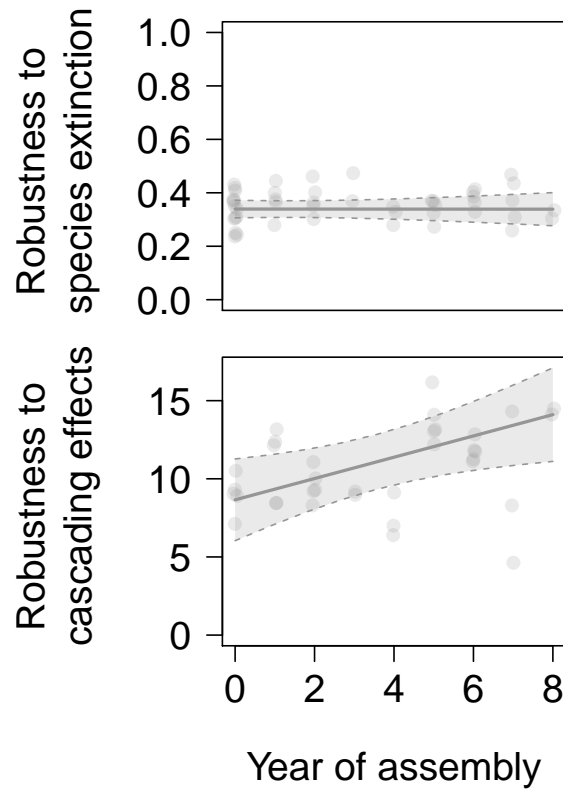 Robustness to
species extinction
1.0
0.8
0.6
0.4
0.2
0.0
Robustness to
cascading effects
15
10
5
0
0 2 4 6 8
Year of assembly